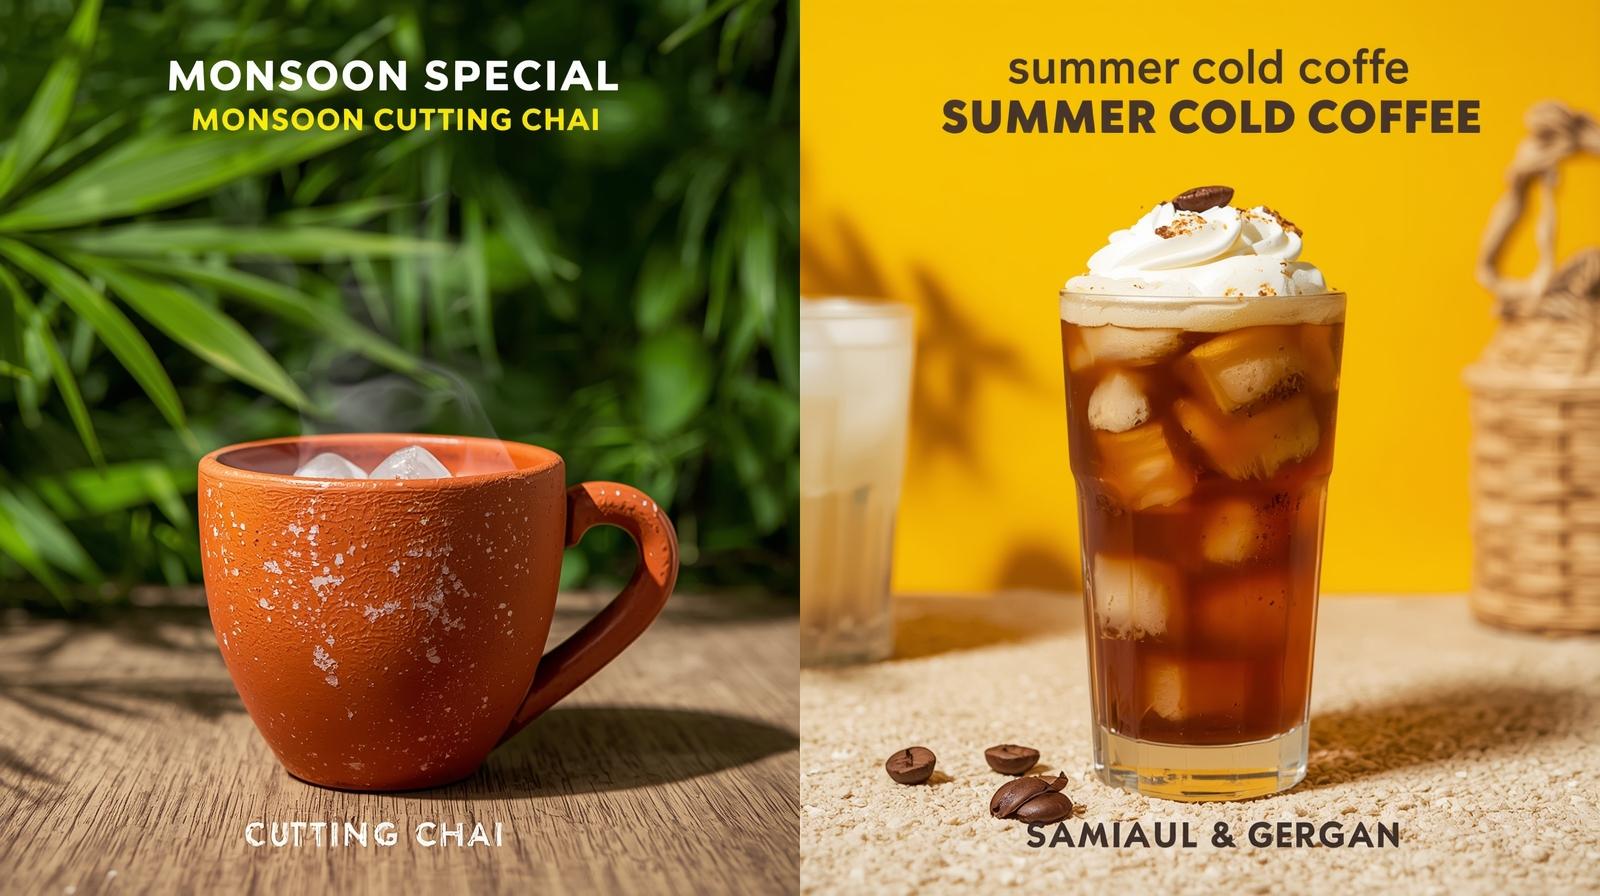 MONSOON SPECIAL
MONSOON CUTTING CHAI
CUTTING CHAI
summer cold coffe
SUMMER COLD COFFEE
SAMIAUL & GERGAN